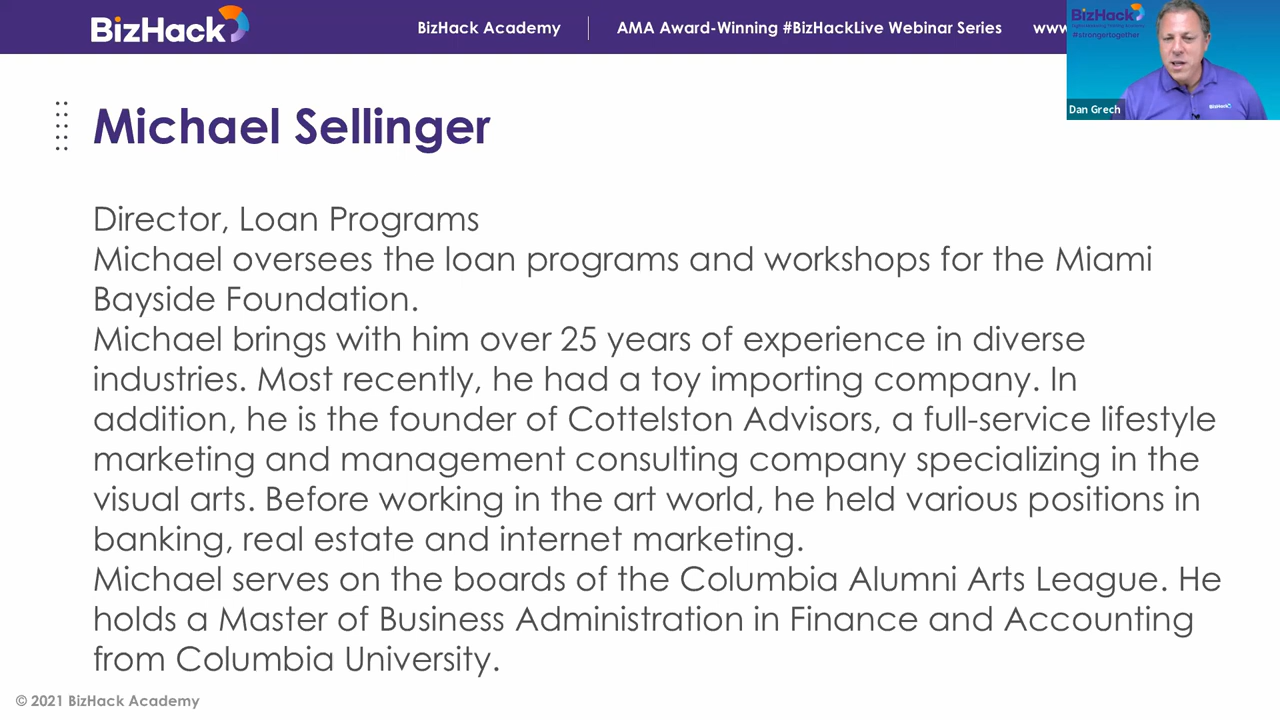 BizHack
BizHack Academy
AMA Award-Winning #BizHackLive Webinar Series
www
BizHack
#strongertogether
BizHack
Dan Grech
Michael Sellinger
Director, Loan Programs
Michael oversees the loan programs and workshops for the Miami
Bayside Foundation.
Michael brings with him over 25 years of experience in diverse
industries. Most recently, he had a toy importing company. In
addition, he is the founder of Cottelston Advisors, a full-service lifestyle
marketing and management consulting company specializing in the
visual arts. Before working in the art world, he held various positions in
banking, real estate and internet marketing.
Michael serves on the boards of the Columbia Alumni Arts League. He
holds a Master of Business Administration in Finance and Accounting
from Columbia University.
© 2021 BizHack Academy